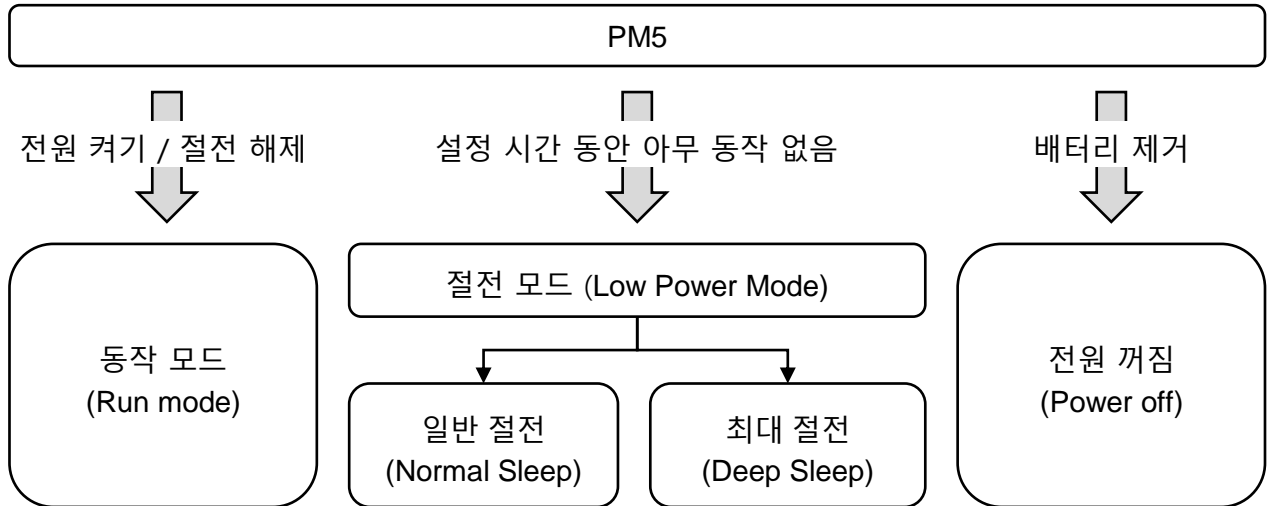 PM5
전원 켜기 / 절전 해제
설정 시간 동안 아무 동작 없음
배터리 제거
동작 모드
(Run mode)
절전 모드 (Low Power Mode)
일반 절전
(Normal Sleep)
최대 절전
(Deep Sleep)
전원 꺼짐
(Power off)